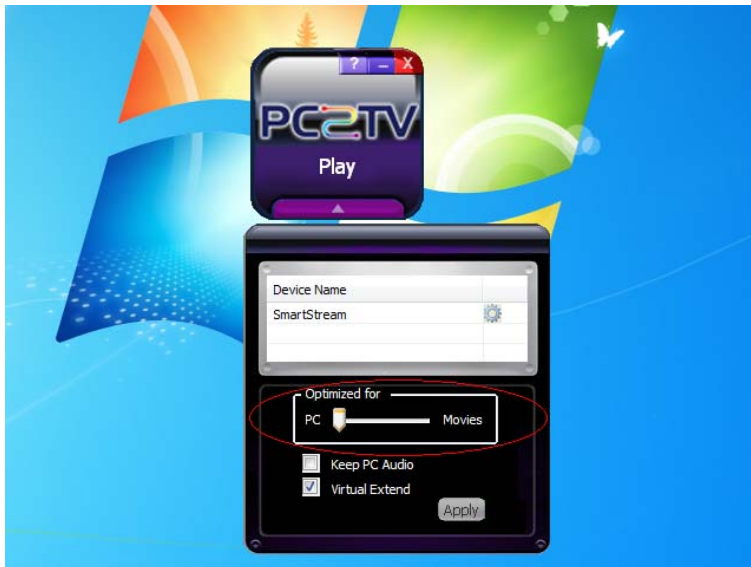 ? – X
PC2TV
Play
Device Name
SmartStream
Optimized for
PC Movies
Keep PC Audio
Virtual Extend
Apply